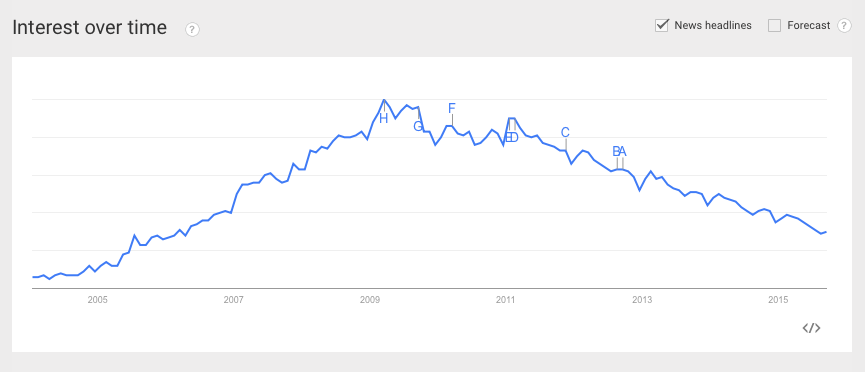 Interest over time ?
News headlines Forecast ?
H
G
F
E D
C
B A
2005 2007 2009 2011 2013 2015
</>